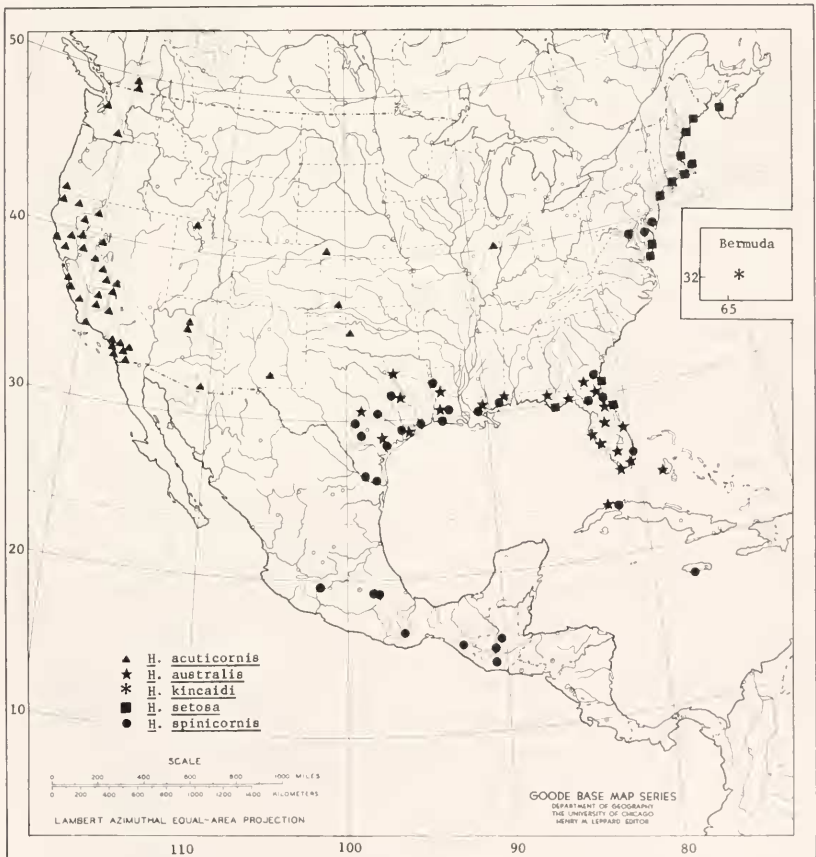 50
40
30
20
10
Bermuda
32
*
65
H. acuticornis
H. australis
H. kincaidi
H. setosa
H. spinicornis
SCALE
0 200 400 600 800 1000 MILES
0 200 400 600 800 1000 1200 1400 KILOMETERS
LAMBERT AZIMUTHAL EQUAL-AREA PROJECTION
GOODE BASE MAP SERIES
DEPARTMENT OF GEOGRAPHY
THE UNIVERSITY OF CHICAGO
HENRY M. LEPPARD EDITOR
110 100 90 80